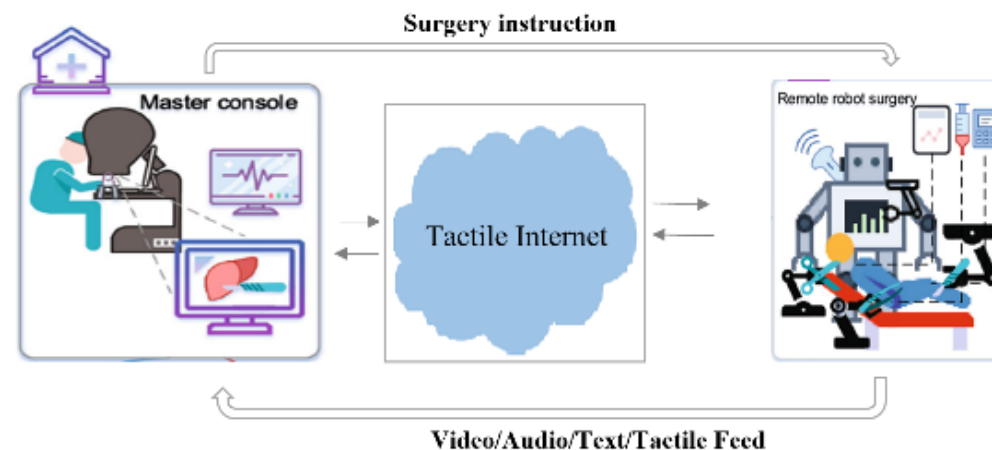 Surgery instruction
Master console
Remote robot surgery
Tactile Internet
Video/Audio/Text/Tactile Feed